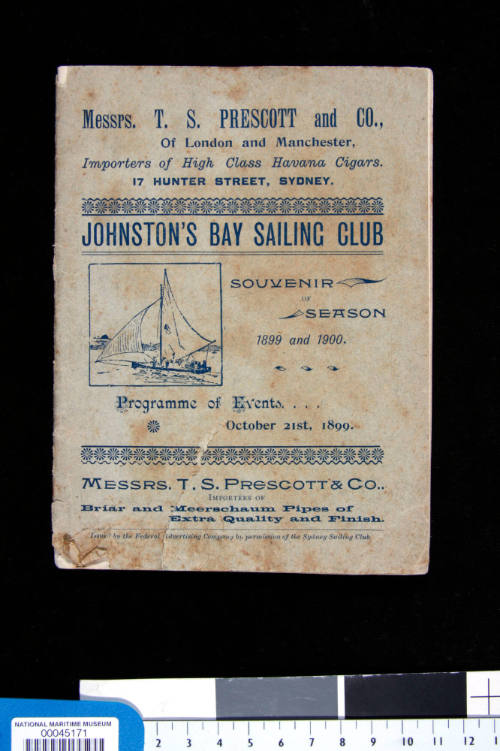 Messrs. T. S. PRESCOTT and CO.,
Of London and Manchester,
Importers of High Class Havana Cigars.
17 HUNTER STREET, SYDNEY.
JOHNSTON'S BAY SAILING CLUB
SOUVENIR
OF
SEASON
1899 and 1900.
Programme of Events. . . .
October 21st, 1899.
MESSRS. T. S. PRESCOTT & CO..
IMPORTERS OF
Briar and Meerschaum Pipes of
Extra Quality and Finish.
Issued by the Federal Advertising Company by permission of the Sydney Sailing Club
NATIONAL MARITIME MUSEUM
00045171
2 3 4 5 6 7 8 9 10 11 12